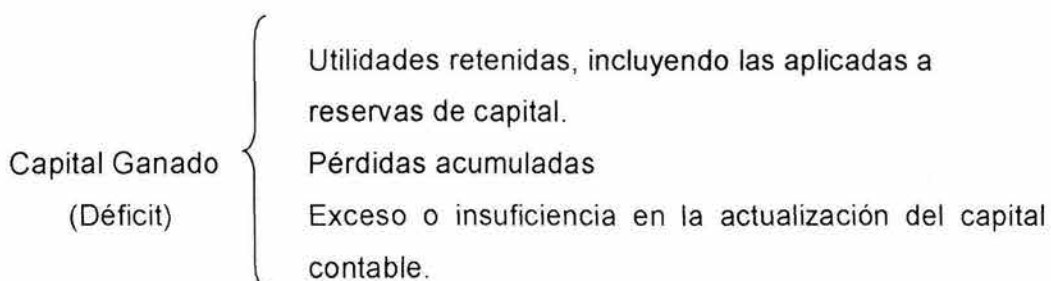 Utilidades retenidas, incluyendo las aplicadas a
reservas de capital.
Capital Ganado
Pérdidas acumuladas
(Déficit)
Exceso o insuficiencia en la actualización del capital
contable.